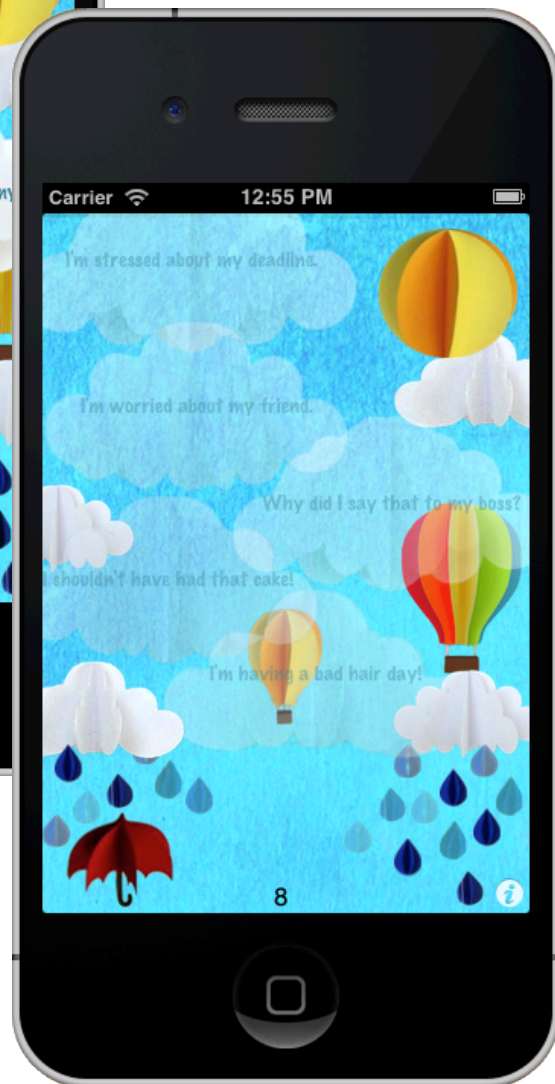 my
Carrier 12:55 PM
I'm stressed about my deadline.
I'm worried about my friend.
Why did I say that to my boss?
I shouldn't have had that cake!
I'm having a bad hair day!
8
i